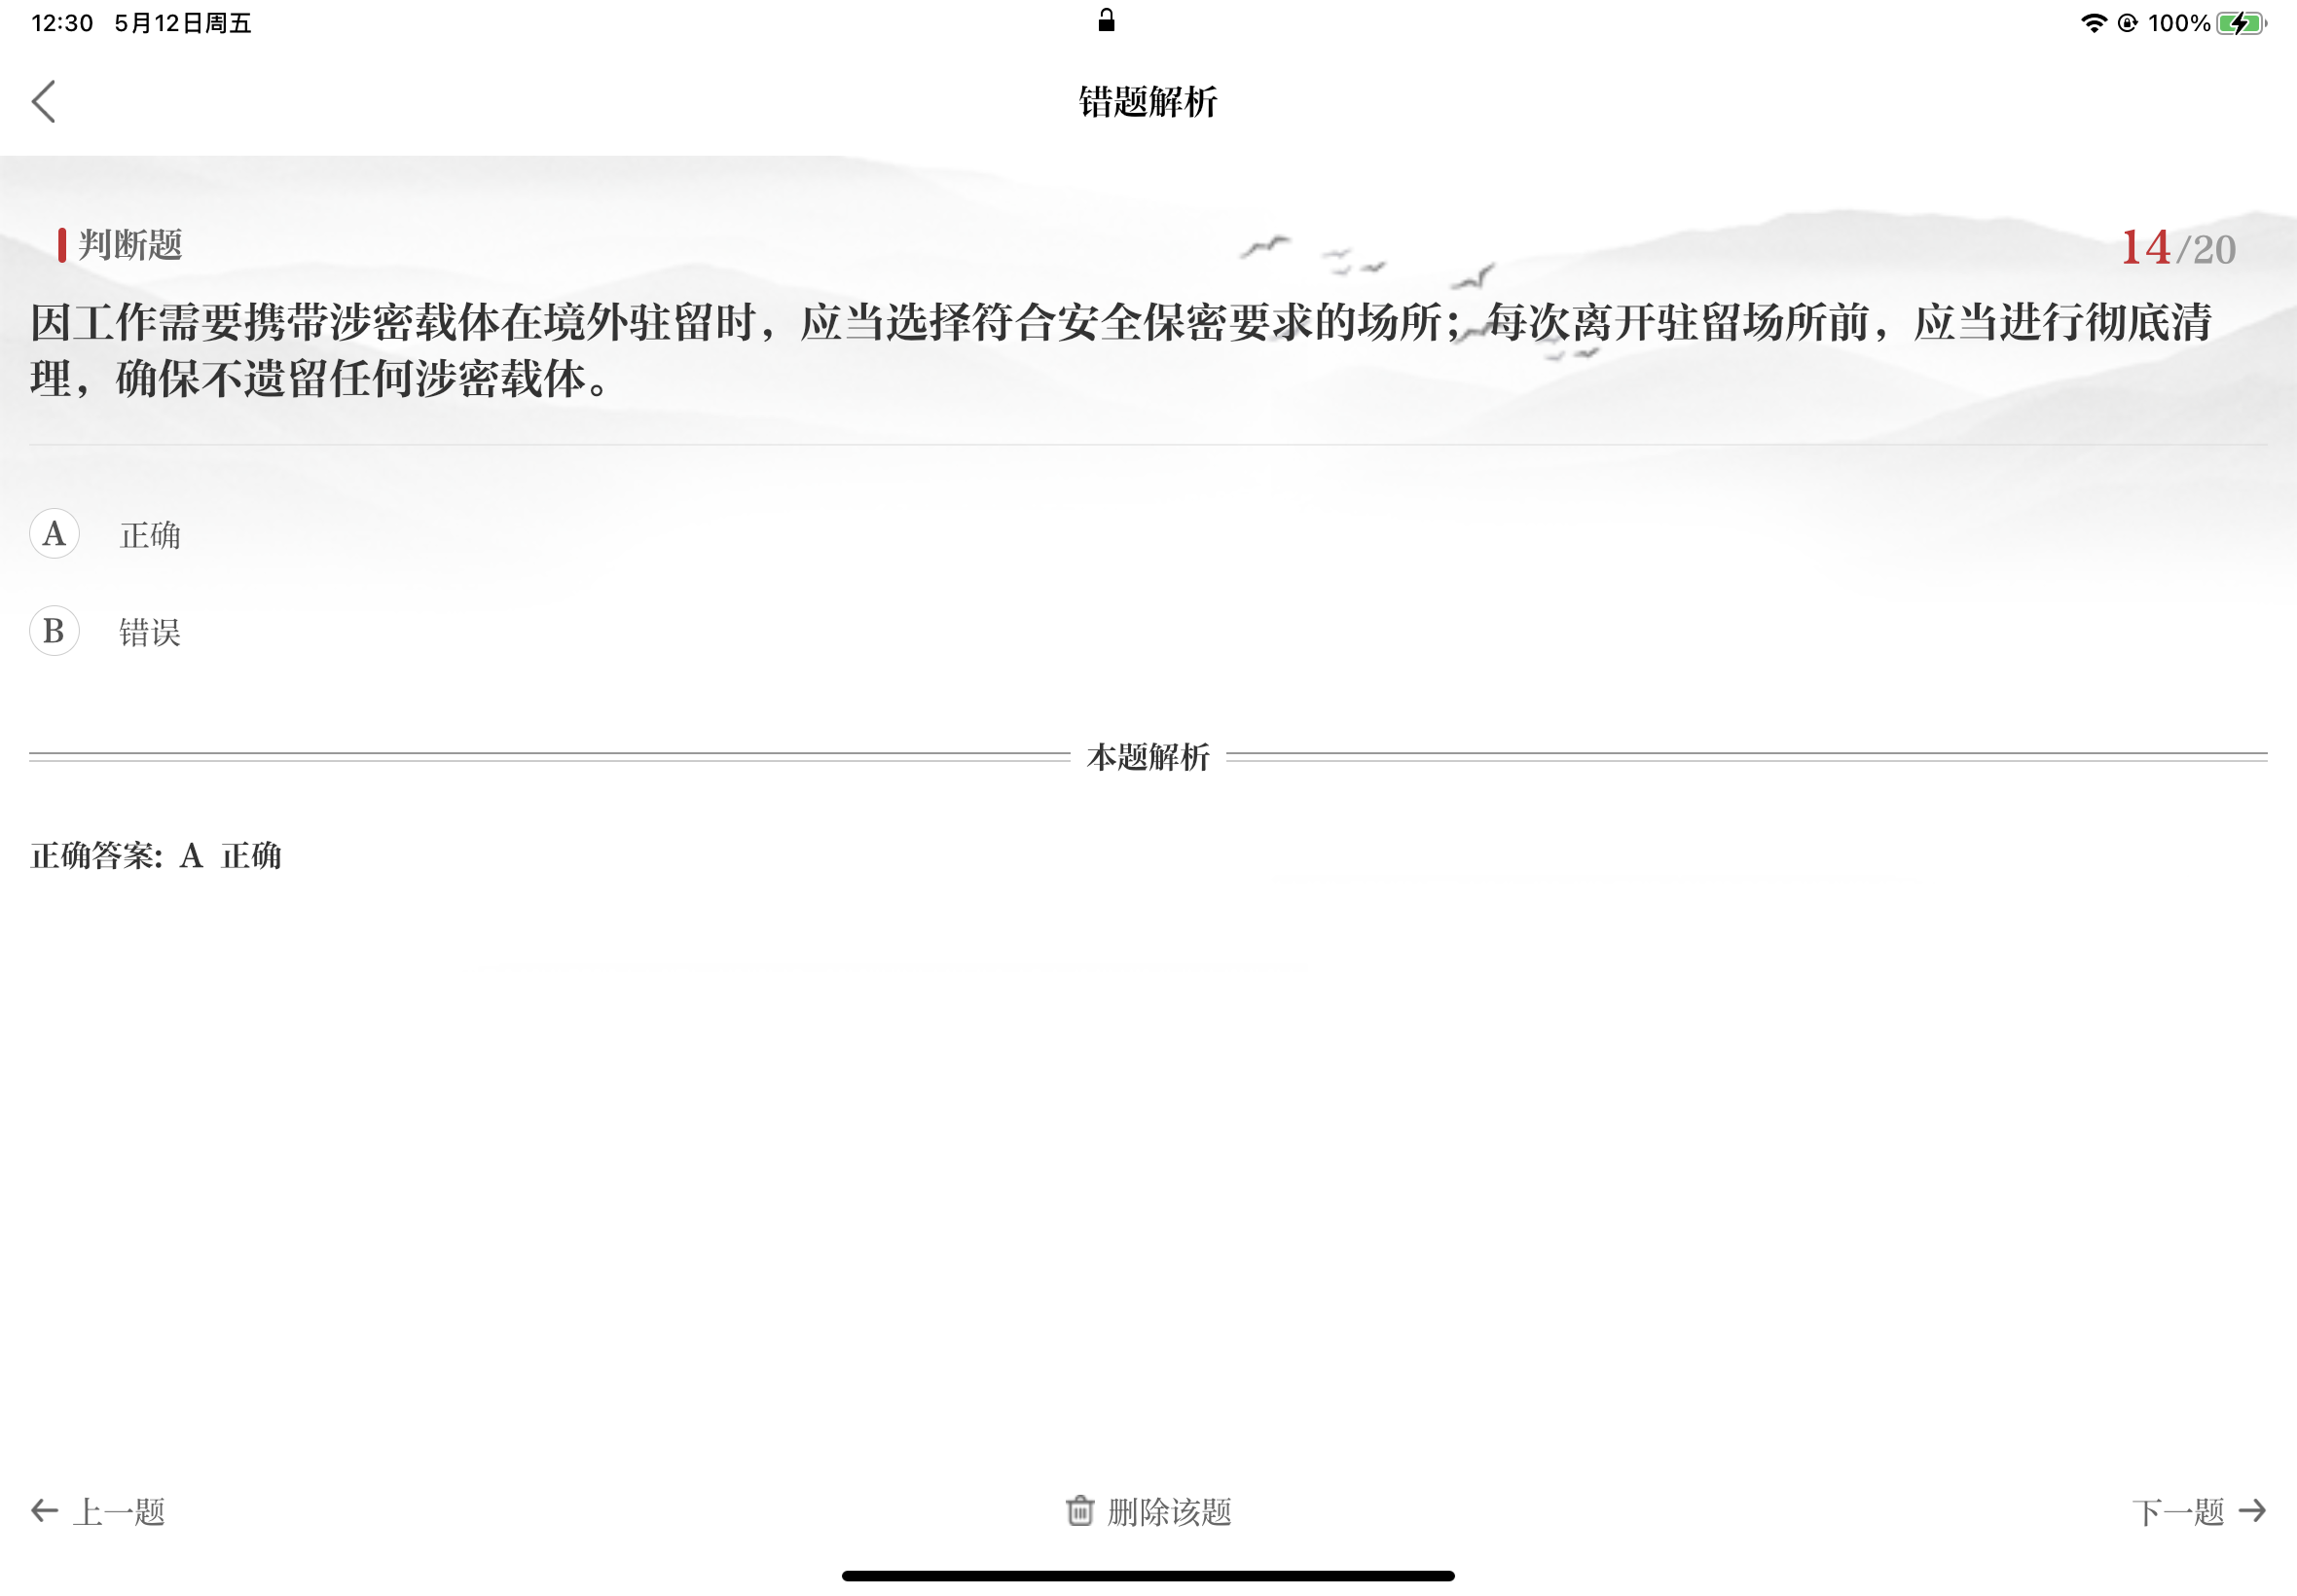 12:30 5月12日周五
100%
错题解析
判断题
14/20
因工作需要携带涉密载体在境外驻留时，应当选择符合安全保密要求的场所；每次离开驻留场所前，应当进行彻底清
理，确保不遗留任何涉密载体。
A 正确
B 错误
本题解析
正确答案: A 正确
上一题
删除该题
下一题